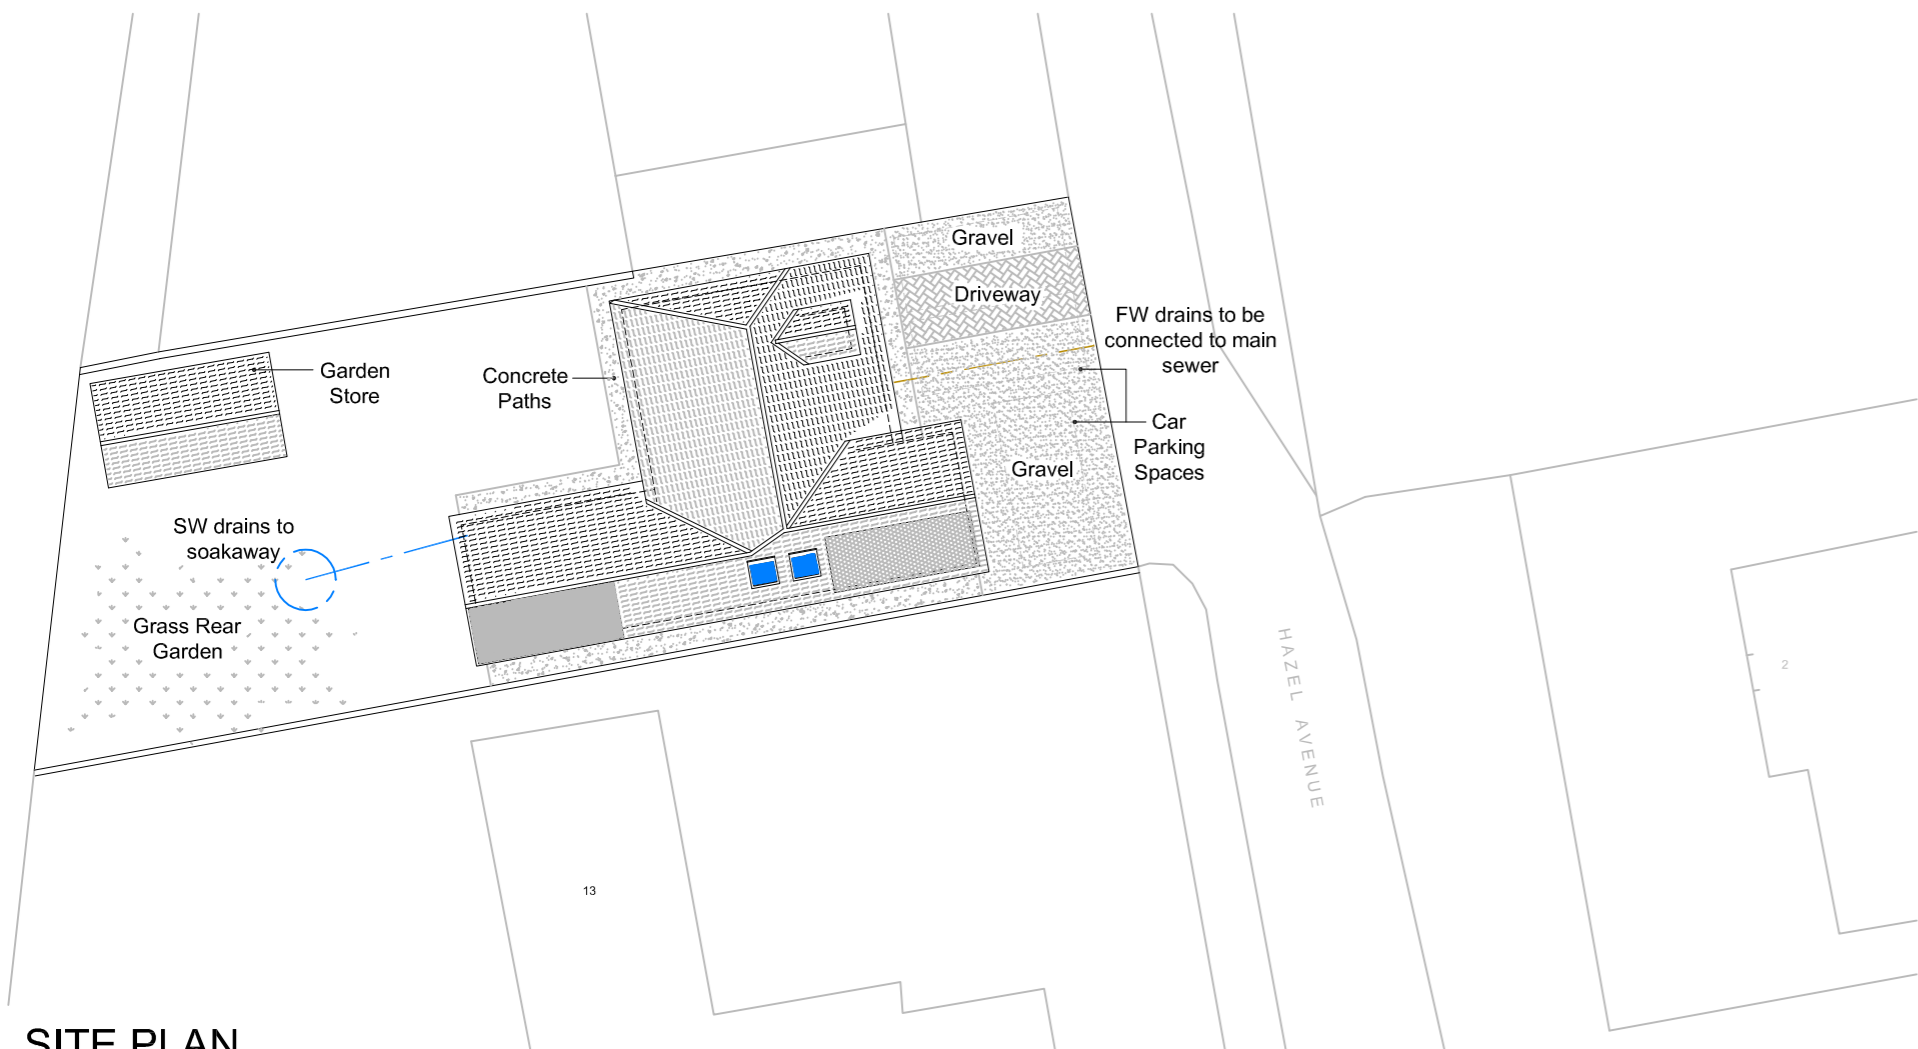 Gravel
Driveway
FW drains to be
connected to main
sewer
Garden
Store
Concrete
Paths
Car
Parking
Spaces
Gravel
SW drains to
soakaway
Grass Rear
Garden
HAZEL AVENUE
2
13
SITE PLAN